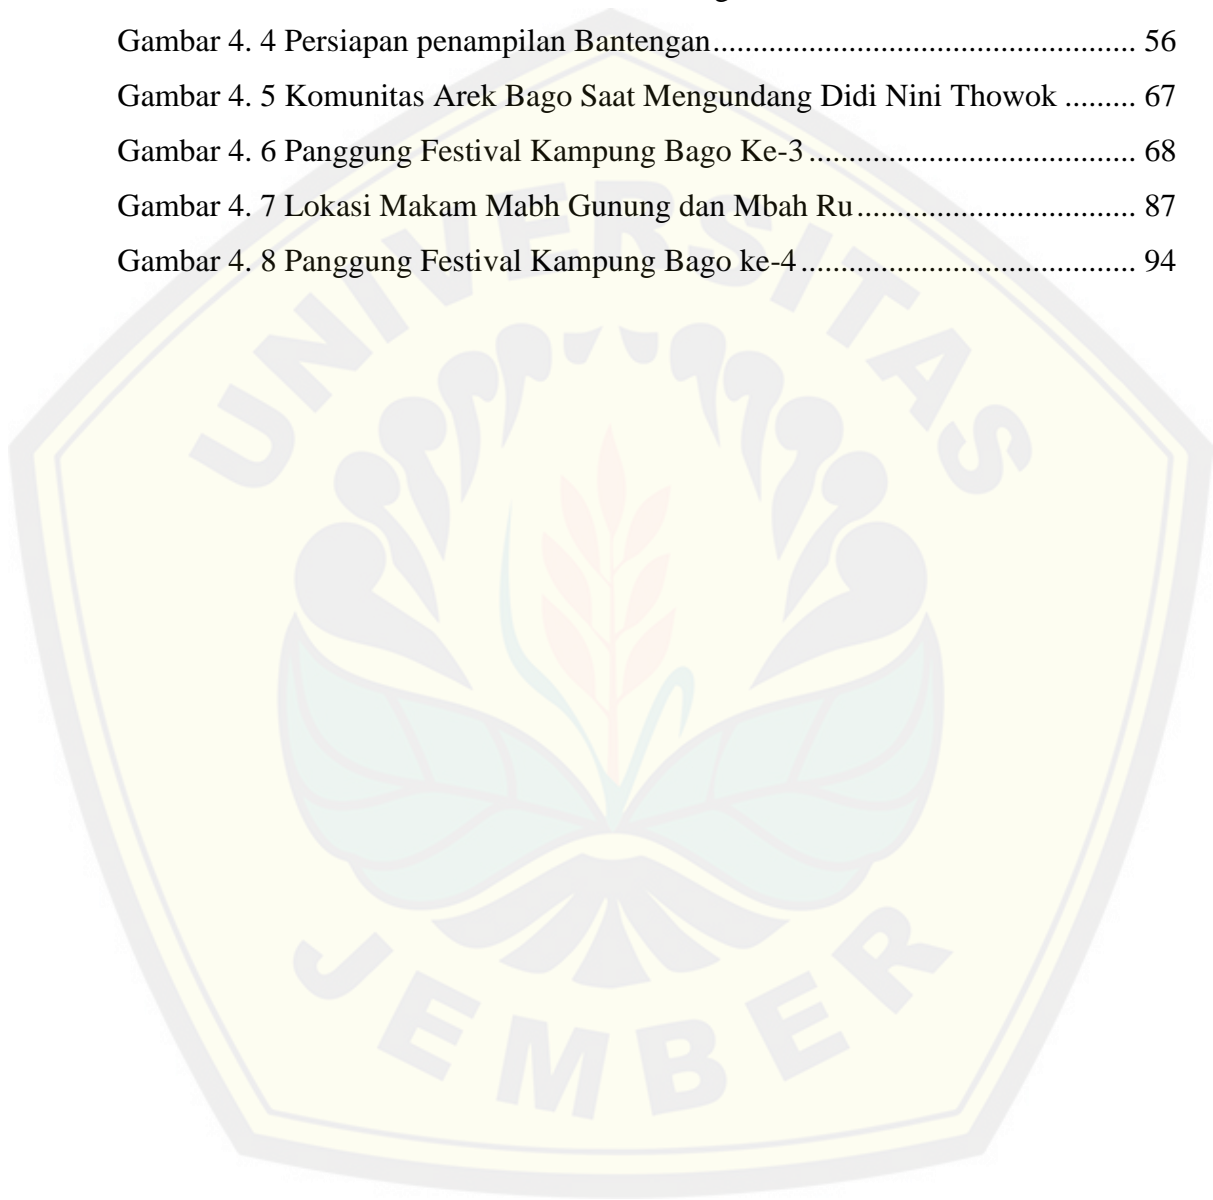 Gambar 4. 4 Persiapan penampilan Bantengan.................................................................. 56
Gambar 4. 5 Komunitas Arek Bago Saat Mengundang Didi Nini Thowok ......... 67
Gambar 4. 6 Panggung Festival Kampung Bago Ke-3.................................................. 68
Gambar 4. 7 Lokasi Makam Mabh Gunung dan Mbah Ru.......................................... 87
Gambar 4. 8 Panggung Festival Kampung Bago ke-4................................................... 94
UNIVERSITAS
JEMBER